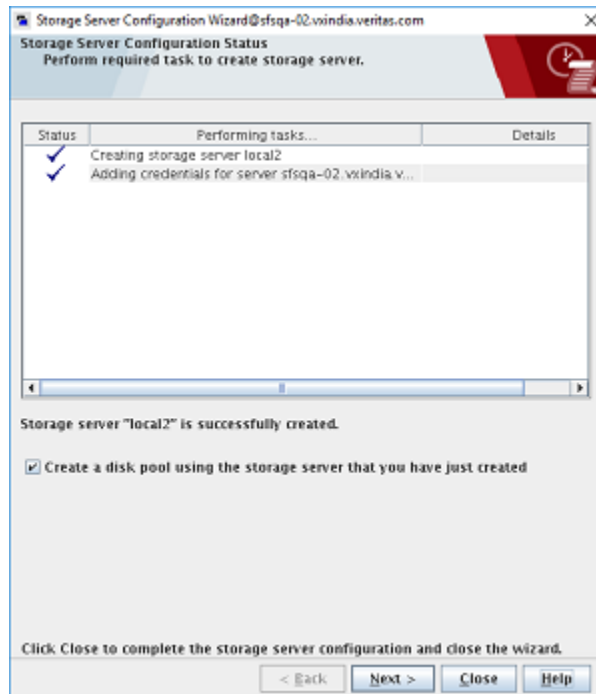 Storage Server Configuration Wizard@sfsqa-02.vxindia.veritas.com
Storage Server Configuration Status
Perform required task to create storage server.
Status Performing tasks... Details
Creating storage server local2
Adding credentials for server sfsqa-02.vxindia.v...
Storage server "local2" is successfully created.
Create a disk pool using the storage server that you have just created
Click Close to complete the storage server configuration and close the wizard.
< Back Next > Close Help